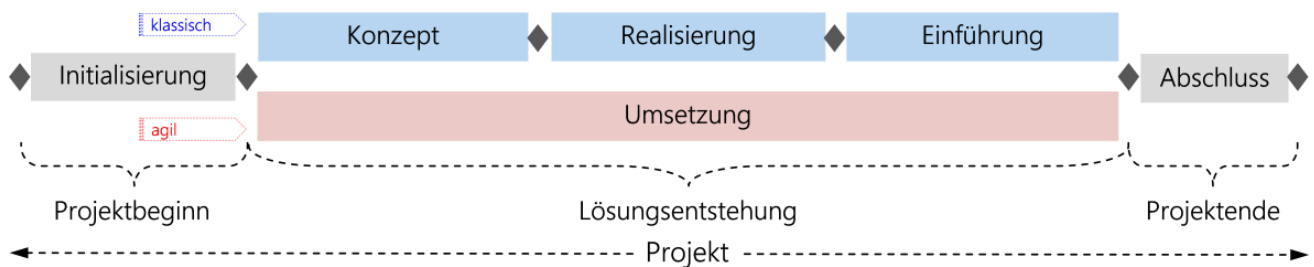 klassisch
Konzept
Realisierung
Einführung
Initialisierung
Abschluss
agil
Umsetzung
Projektbeginn
Lösungsentstehung
Projektende
Projekt